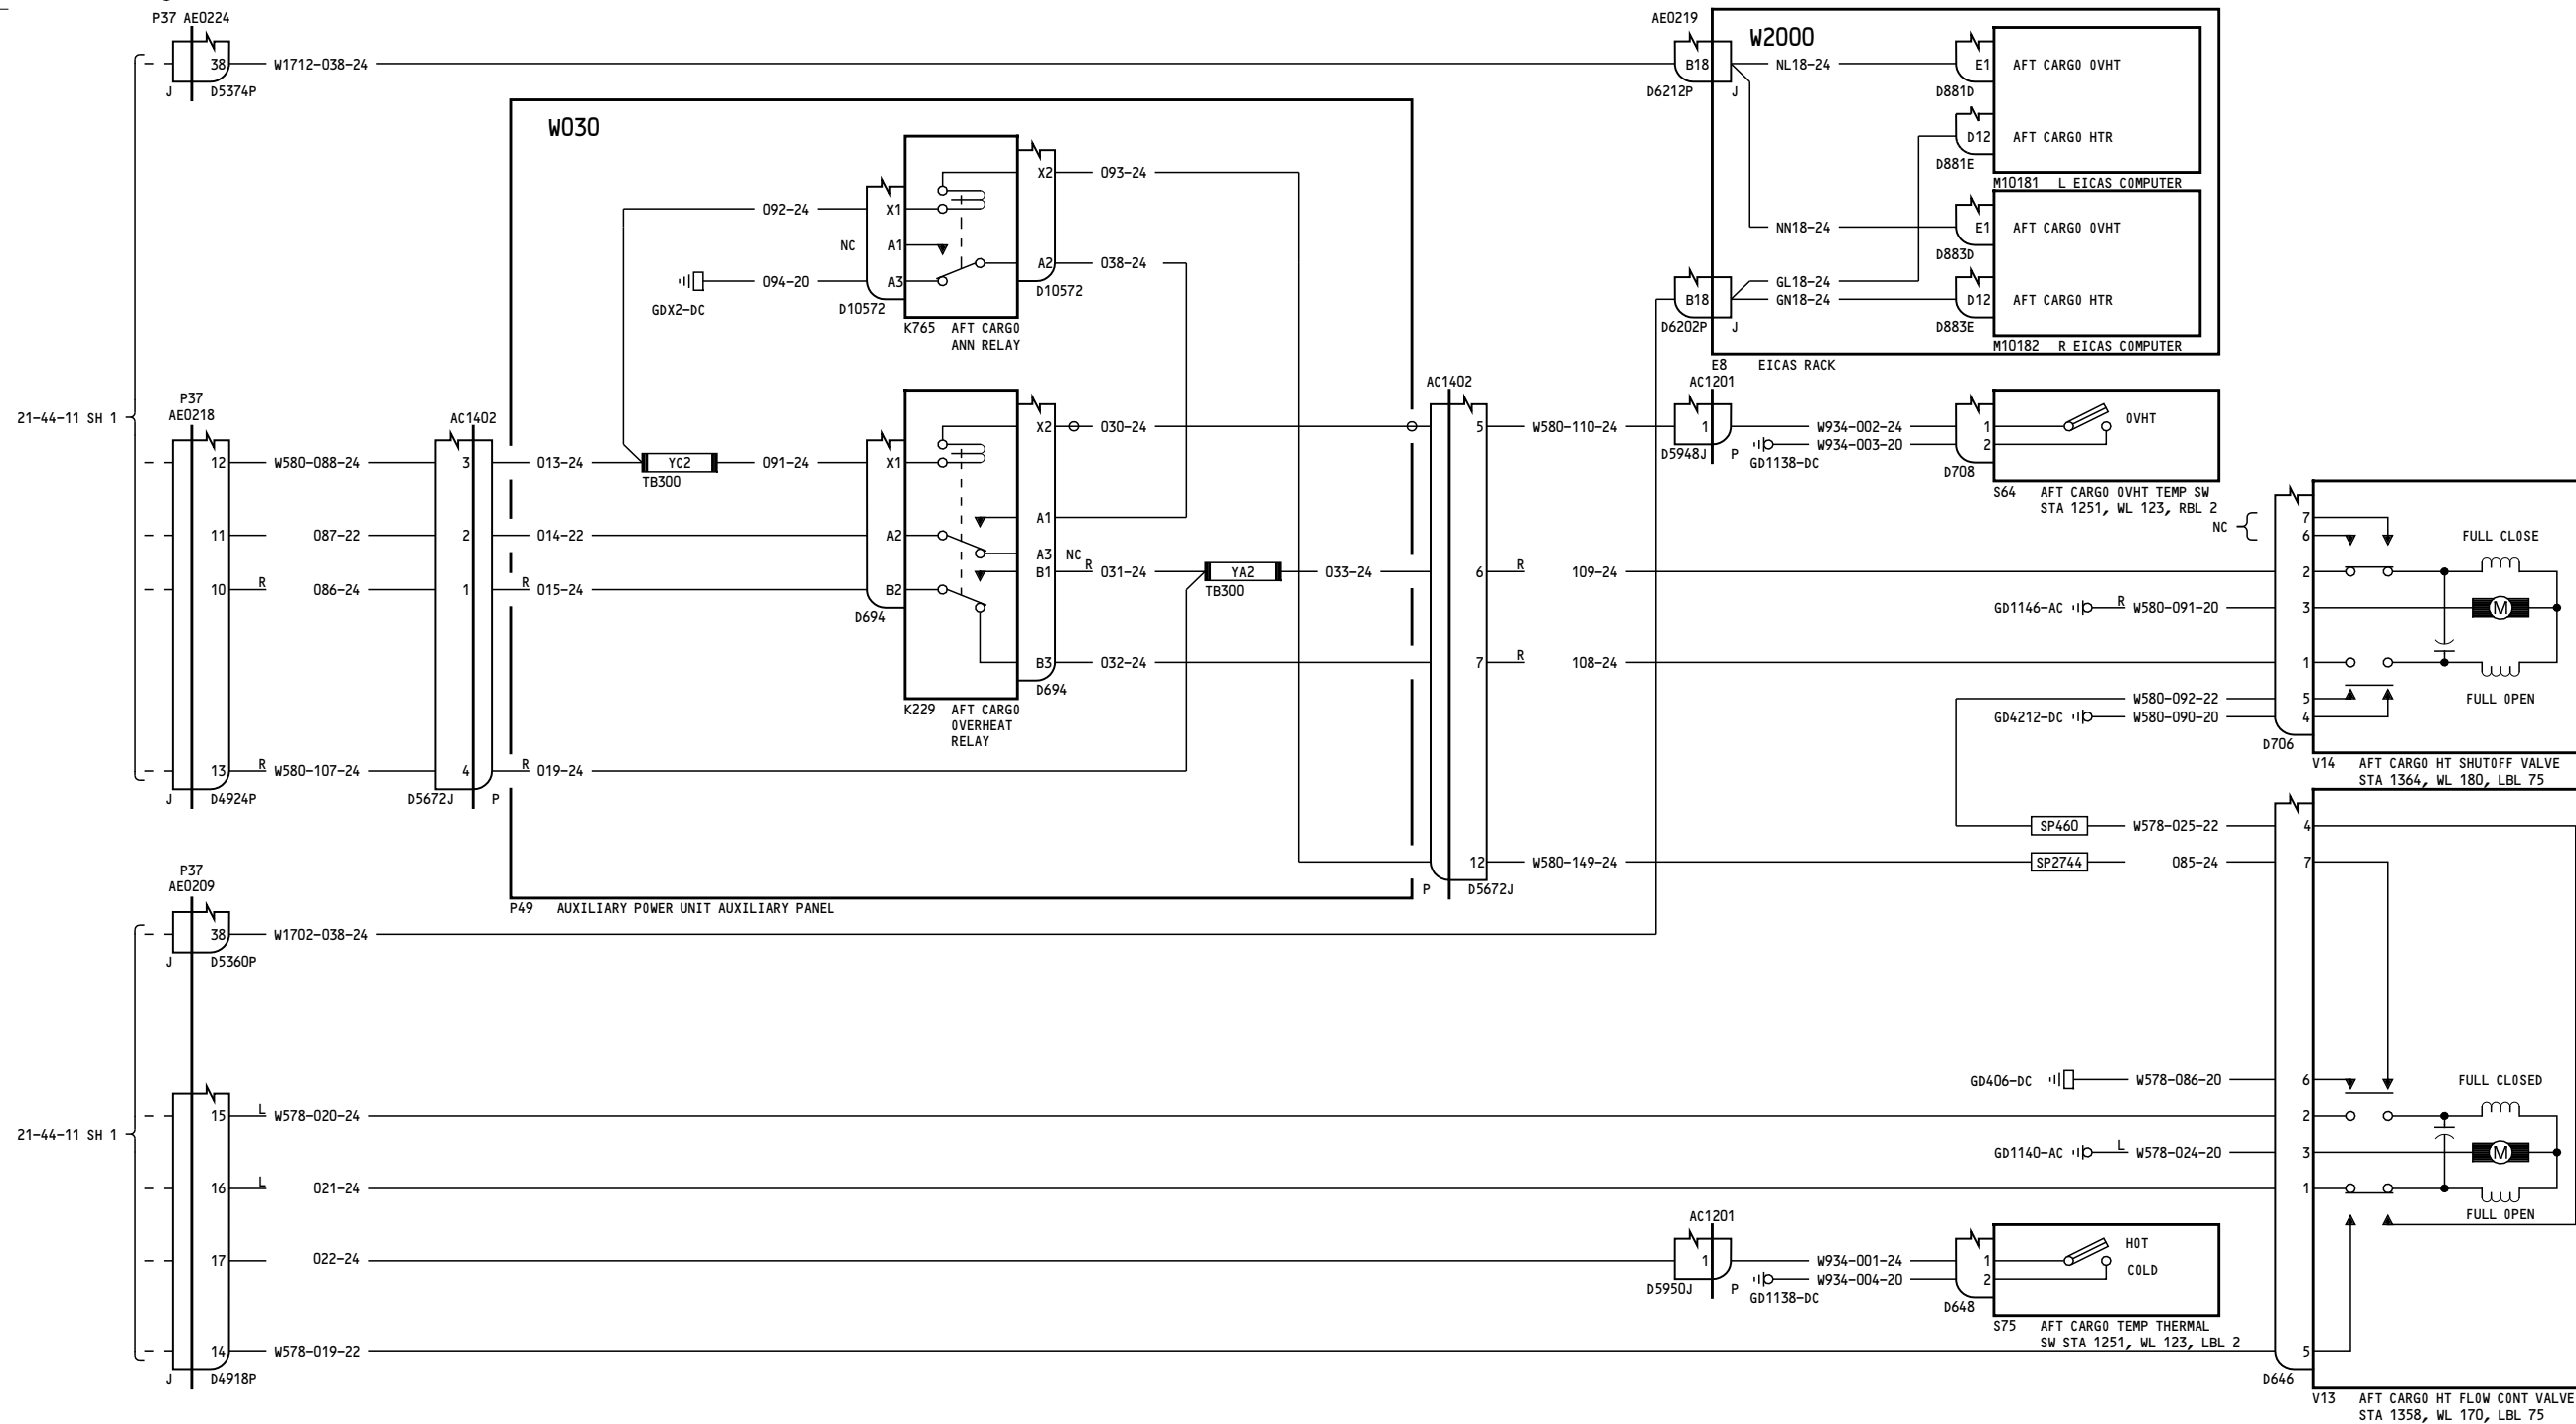 P37 AE0224
38
W1712-038-24
J
D5374P
21-44-11 SH 1
P37
AE0218
12
W580-088-24
11
087-22
10
R
086-24
13
R
W580-107-24
J
D4924P
AC1402
3
2
1
4
D5672J
P
W030
013-24
014-22
R
015-24
R
019-24
YC2
TB300
091-24
092-24
NC
094-20
GDX2-DC
X1
A1
A3
D10572
X2
093-24
A2
038-24
D10572
K765 AFT CARGO
ANN RELAY
X1
A2
B2
D694
X2
030-24
A1
A3
NC
B1
R
031-24
YA2
TB300
033-24
B3
032-24
D694
K229 AFT CARGO
OVERHEAT
RELAY
P49 AUXILIARY POWER UNIT AUXILIARY PANEL
AC1402
5
W580-110-24
6
R
109-24
7
R
108-24
12
W580-149-24
P
D5672J
AE0219
B18
D6212P
J
W2000
NL18-24
E1
AFT CARGO OVHT
D881D
D12
AFT CARGO HTR
D881E
M10181 L EICAS COMPUTER
NN18-24
E1
AFT CARGO OVHT
D883D
GL18-24
GN18-24
D12
AFT CARGO HTR
D883E
M10182 R EICAS COMPUTER
B18
D6202P
J
E8 EICAS RACK
AC1201
1
D5948J
P
W934-002-24
W934-003-20
GD1138-DC
1
2
D708
OVHT
S64 AFT CARGO OVHT TEMP SW
STA 1251, WL 123, RBL 2
NC
7
6
FULL CLOSE
2
GD1146-AC
R
W580-091-20
3
M
1
W580-092-22
5
FULL OPEN
GD4212-DC
W580-090-20
4
D706
V14 AFT CARGO HT SHUTOFF VALVE
STA 1364, WL 180, LBL 75
SP460
W578-025-22
4
SP2744
085-24
7
P37
AE0209
38
W1702-038-24
J
D5360P
21-44-11 SH 1
15
L
W578-020-24
16
L
021-24
17
022-24
14
W578-019-22
J
D4918P
GD406-DC
W578-086-20
6
FULL CLOSED
2
GD1140-AC
L
W578-024-20
3
M
1
FULL OPEN
AC1201
1
D5950J
P
W934-001-24
W934-004-20
GD1138-DC
1
2
D648
HOT
COLD
S75 AFT CARGO TEMP THERMAL
SW STA 1251, WL 123, LBL 2
5
D646
V13 AFT CARGO HT FLOW CONT VALVE
STA 1358, WL 170, LBL 75